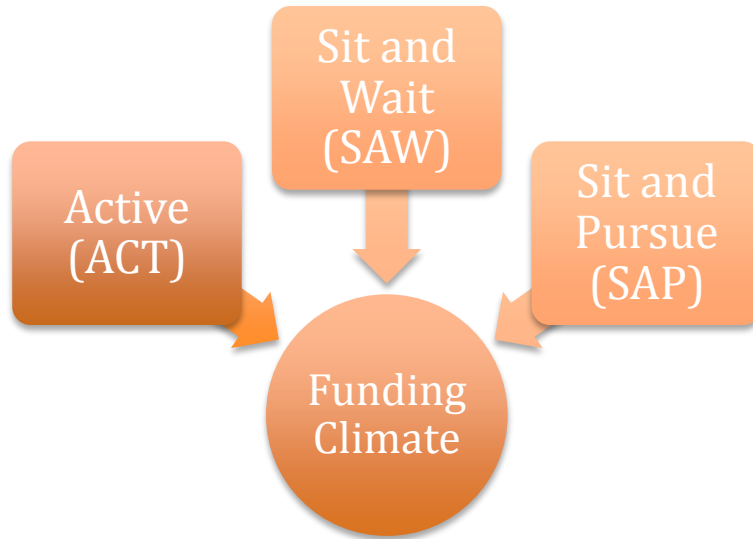 Active
(ACT)
Sit and
Wait
(SAW)
Sit and
Pursue
(SAP)
Funding
Climate